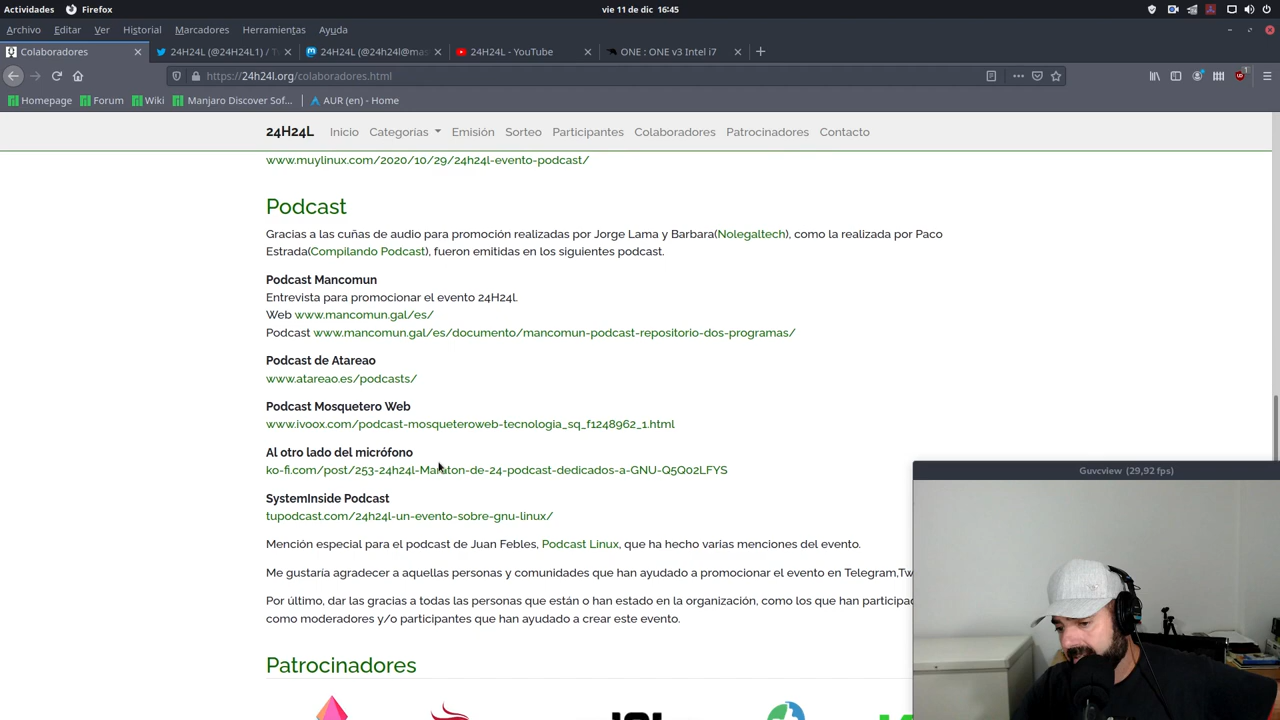 Actividades Firefox vie 11 de dic 16:45
Archivo Editar Ver Historial Herramientas Ayuda
Colaboradores 24H24L (@24H24L1) / T 24H24L (@24h24l@mas 24H24L - YouTube ONE : ONE v3 Intel i7
https://24h24l.org/colaboradores.html
Homepage Forum Wiki Manjaro Discover Sof... AUR (en) - Home
24H24L Inicio Categorías Emisión Sorteo Participantes Colaboradores Patrocinadores Contacto
www.muylinux.com/2020/10/29/24h24l-evento-podcast/
Podcast
Gracias a las cuñas de audio para promoción realizadas por Jorge Lama y Barbara(Nolegaltech), como la realizada por Paco
Estrada(Compilando Podcast), fueron emitidas en los siguientes podcast.
Podcast Mancomun
Entrevista para promocionar el evento 24H24l.
Web www.mancomun.gal/es/
Podcast www.mancomun.gal/es/documento/mancomun-podcast-repositorio-dos-programas/
Podcast de Atareao
www.atareao.es/podcasts/
Podcast Mosquetero Web
www.ivoox.com/podcast-mosqueteroweb-tecnologia_sq_f1248962_1.html
Al otro lado del micrófono
ko-fi.com/post/253-24h24l-Maraton-de-24-podcast-dedicados-a-GNU-Q5Q02LFYS
Guvcview (29,92 fps)
SystemInside Podcast
tupodcast.com/24h24l-un-evento-sobre-gnu-linux/
Mención especial para el podcast de Juan Febles, Podcast Linux, que ha hecho varias menciones del evento.
Me gustaría agradecer a aquellas personas y comunidades que han ayudado a promocionar el evento en Telegram,Tw
Por último, dar las gracias a todas las personas que están o han estado en la organización, como los que han participad
como moderadores y/o participantes que han ayudado a crear este evento.
Patrocinadores